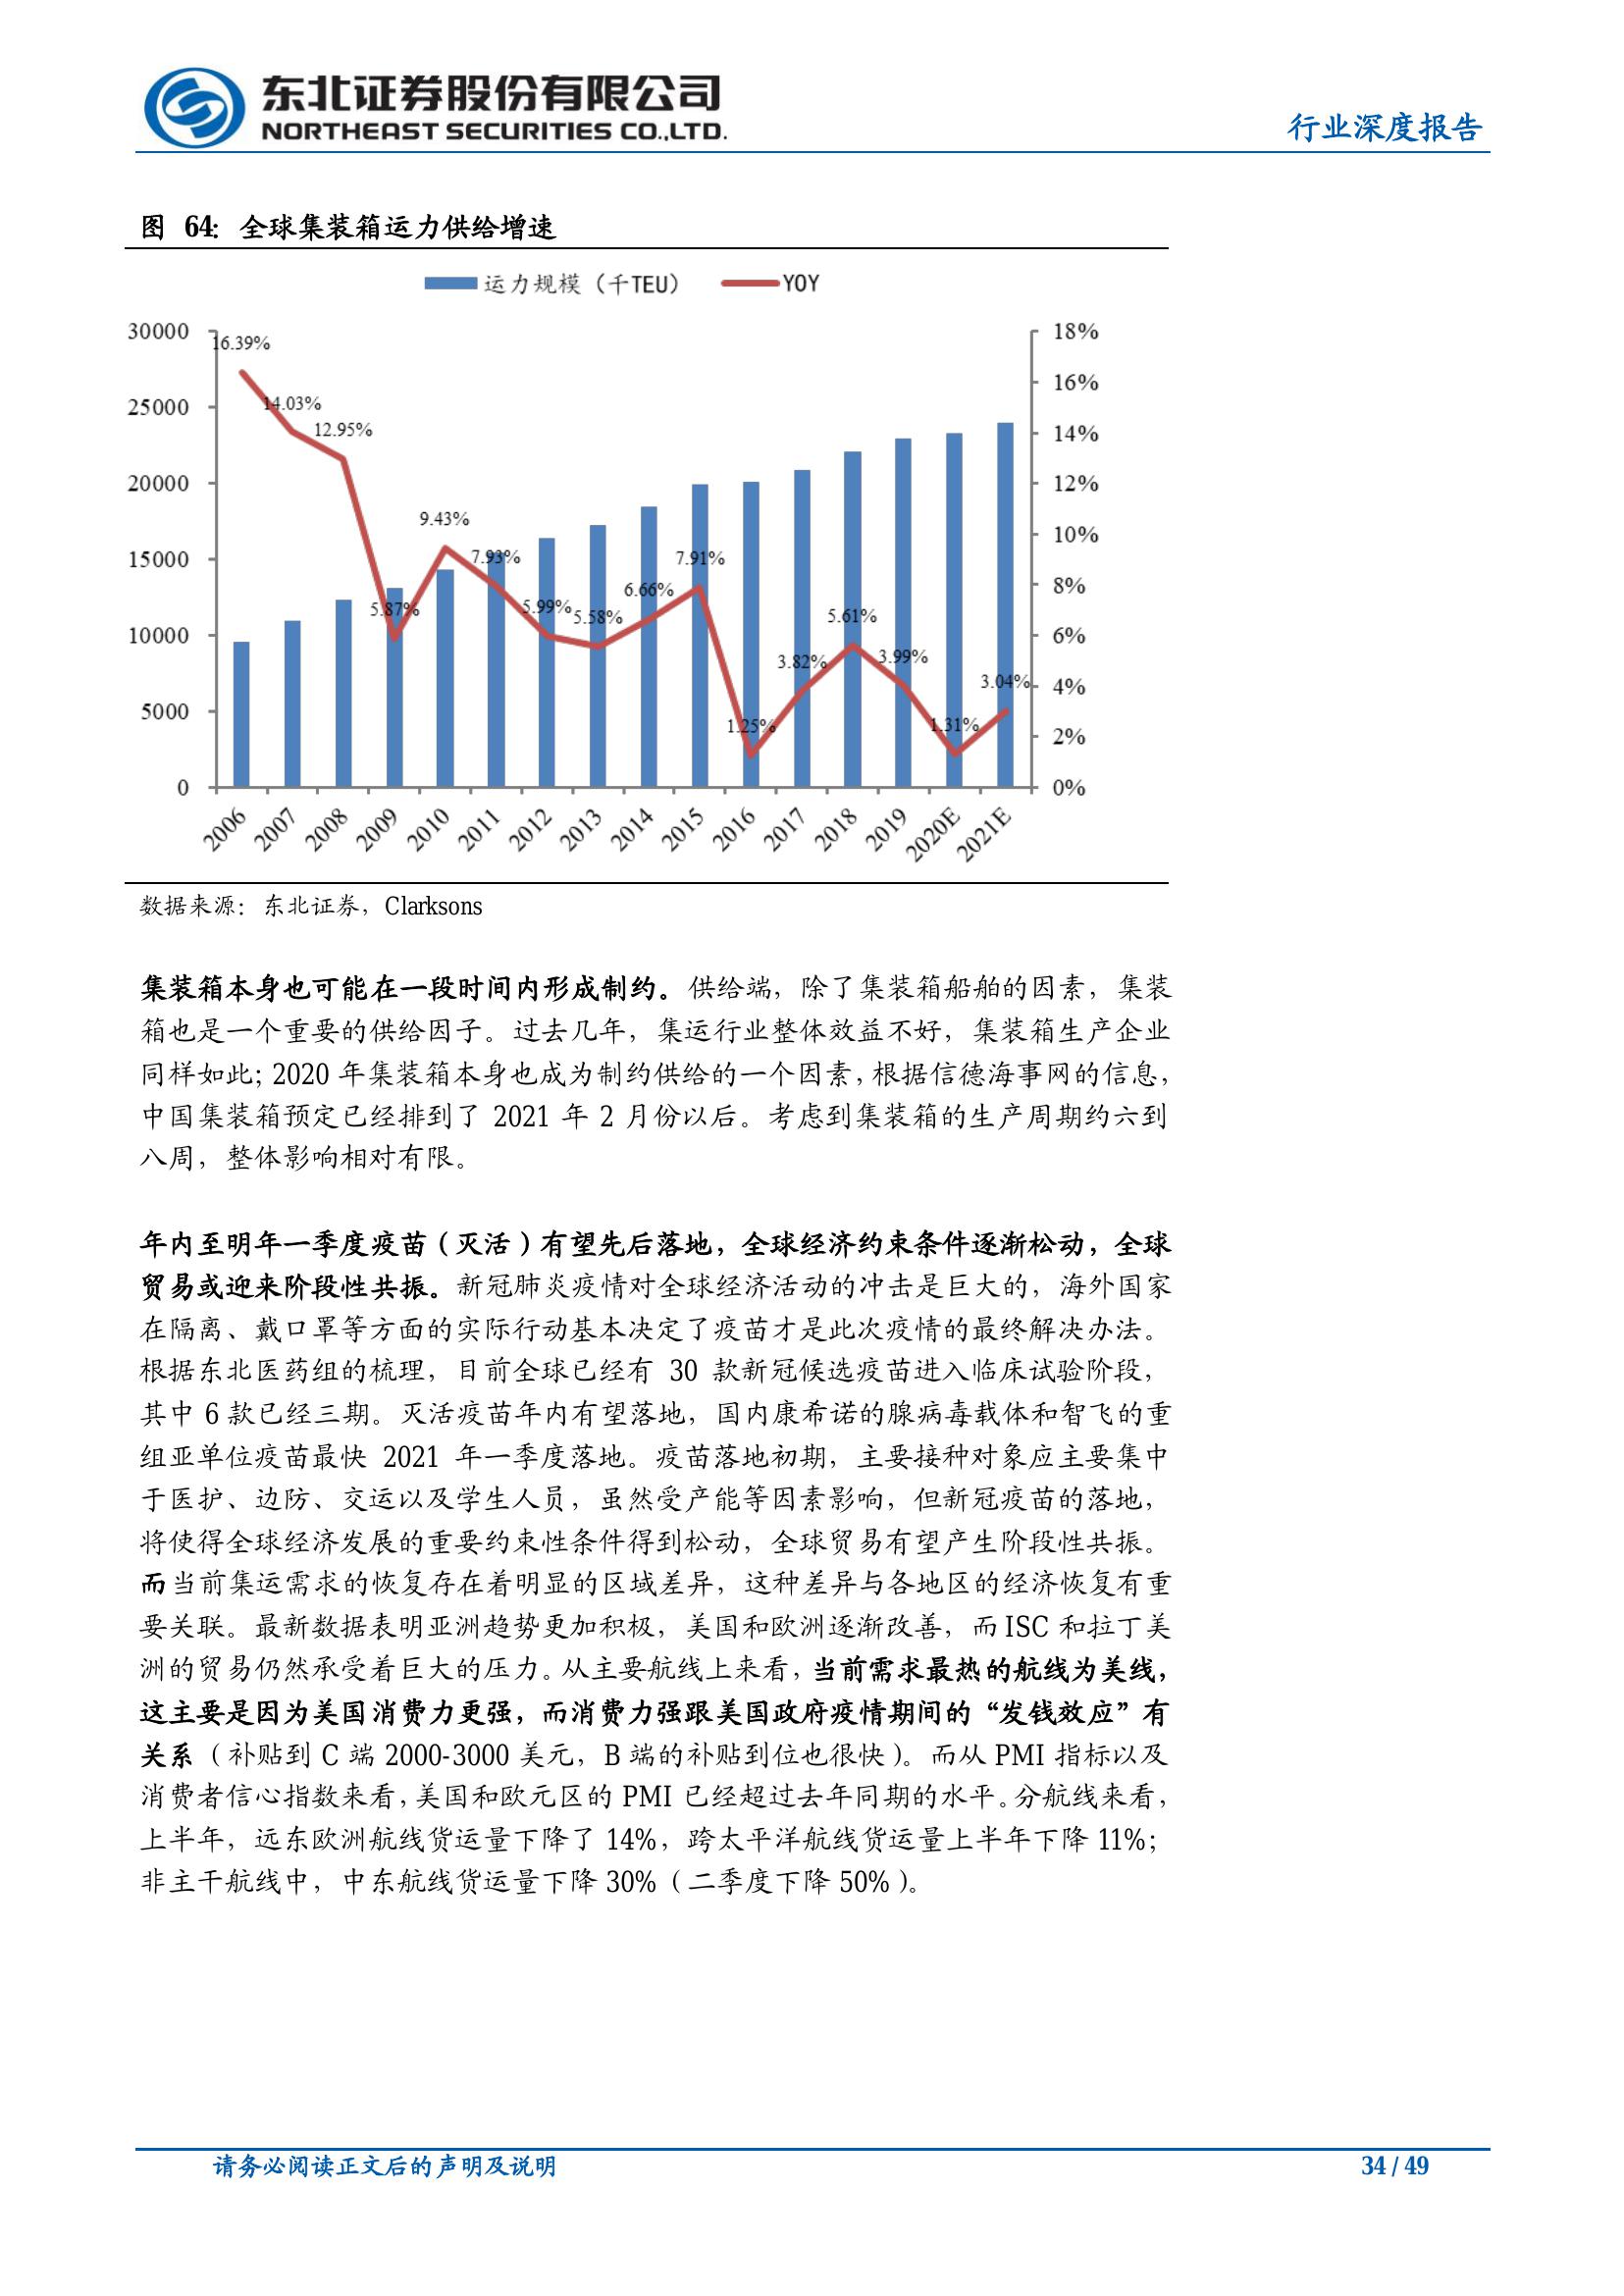 东北证券股份有限公司
NORTHEAST SECURITIES CO.,LTD.
行业深度报告
图 64：全球集装箱运力供给增速
运力规模（千TEU） YOY
30000
25000
20000
15000
10000
5000
0
18%
16%
14%
12%
10%
8%
6%
4%
2%
0%
16.39%
14.03%
12.95%
5.87%
9.43%
7.93%
5.99%
5.58%
6.66%
7.91%
1.25%
3.82%
5.61%
3.99%
1.31%
3.04%
2006 2007 2008 2009 2010 2011 2012 2013 2014 2015 2016 2017 2018 2019 2020E 2021E
数据来源：东北证券，Clarksons
集装箱本身也可能在一段时间内形成制约。供给端，除了集装箱船舶的因素，集装
箱也是一个重要的供给因子。过去几年，集运行业整体效益不好，集装箱生产企业
同样如此；2020 年集装箱本身也成为制约供给的一个因素，根据信德海事网的信息，
中国集装箱预定已经排到了 2021 年 2 月份以后。考虑到集装箱的生产周期约六到
八周，整体影响相对有限。
年内至明年一季度疫苗（灭活）有望先后落地，全球经济约束条件逐渐松动，全球
贸易或迎来阶段性共振。新冠肺炎疫情对全球经济活动的冲击是巨大的，海外国家
在隔离、戴口罩等方面的实际行动基本决定了疫苗才是此次疫情的最终解决办法。
根据东北医药组的梳理，目前全球已经有 30 款新冠候选疫苗进入临床试验阶段，
其中 6 款已经三期。灭活疫苗年内有望落地，国内康希诺的腺病毒载体和智飞的重
组亚单位疫苗最快 2021 年一季度落地。疫苗落地初期，主要接种对象应主要集中
于医护、边防、交运以及学生人员，虽然受产能等因素影响，但新冠疫苗的落地，
将使得全球经济发展的重要约束性条件得到松动，全球贸易有望产生阶段性共振。
而当前集运需求的恢复存在着明显的区域差异，这种差异与各地区的经济恢复有重
要关联。最新数据表明亚洲趋势更加积极，美国和欧洲逐渐改善，而 ISC 和拉丁美
洲的贸易仍然承受着巨大的压力。从主要航线上来看，当前需求最热的航线为美线，
这主要是因为美国消费力更强，而消费力强跟美国政府疫情期间的“发钱效应”有
关系（补贴到 C 端 2000-3000 美元，B 端的补贴到位也很快）。而从 PMI 指标以及
消费者信心指数来看，美国和欧元区的 PMI 已经超过去年同期的水平。分航线来看，
上半年，远东欧洲航线货运量下降了 14%，跨太平洋航线货运量上半年下降 11%；
非主干航线中，中东航线货运量下降 30%（二季度下降 50%）。
请务必阅读正文后的声明及说明
34 / 49